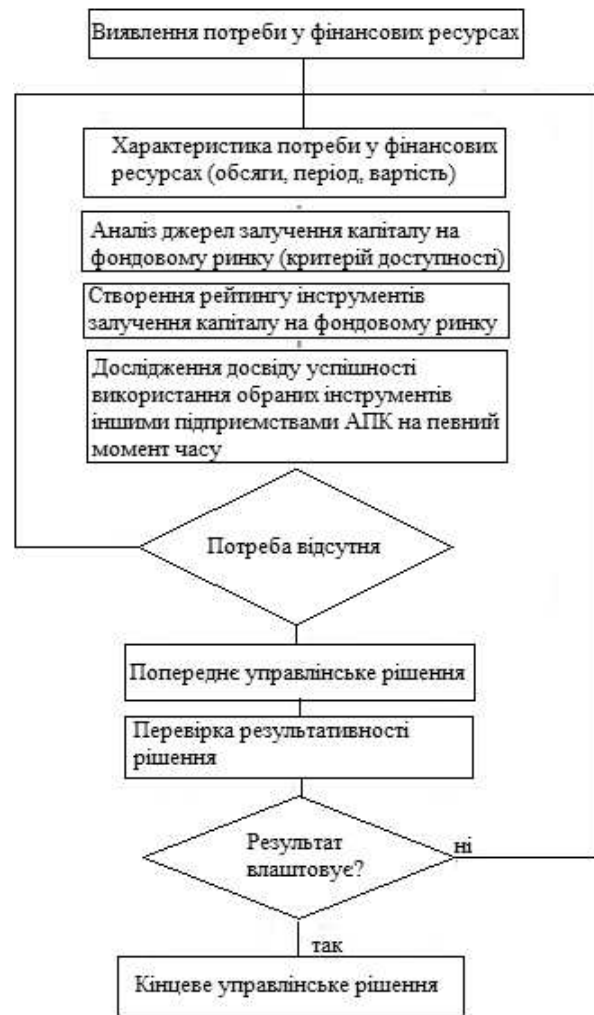 Виявлення потреби у фінансових ресурсах
Характеристика потреби у фінансових
ресурсах (обсяги, період, вартість)
Аналіз джерел залучення капіталу на
фондовому ринку (критерій доступності)
Створення рейтингу інструментів
залучення капіталу на фондовому ринку
Дослідження досвіду успішності
використання обраних інструментів
іншими підприємствами АПК на певний
момент часу
Потреба відсутня
Попереднє управлінське рішення
Перевірка результативності
рішення
Результат
влаштовує?
ні
так
Кінцеве управлінське рішення